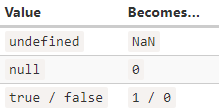 Value Becomes...
undefined NaN
null 0
true / false 1 / 0